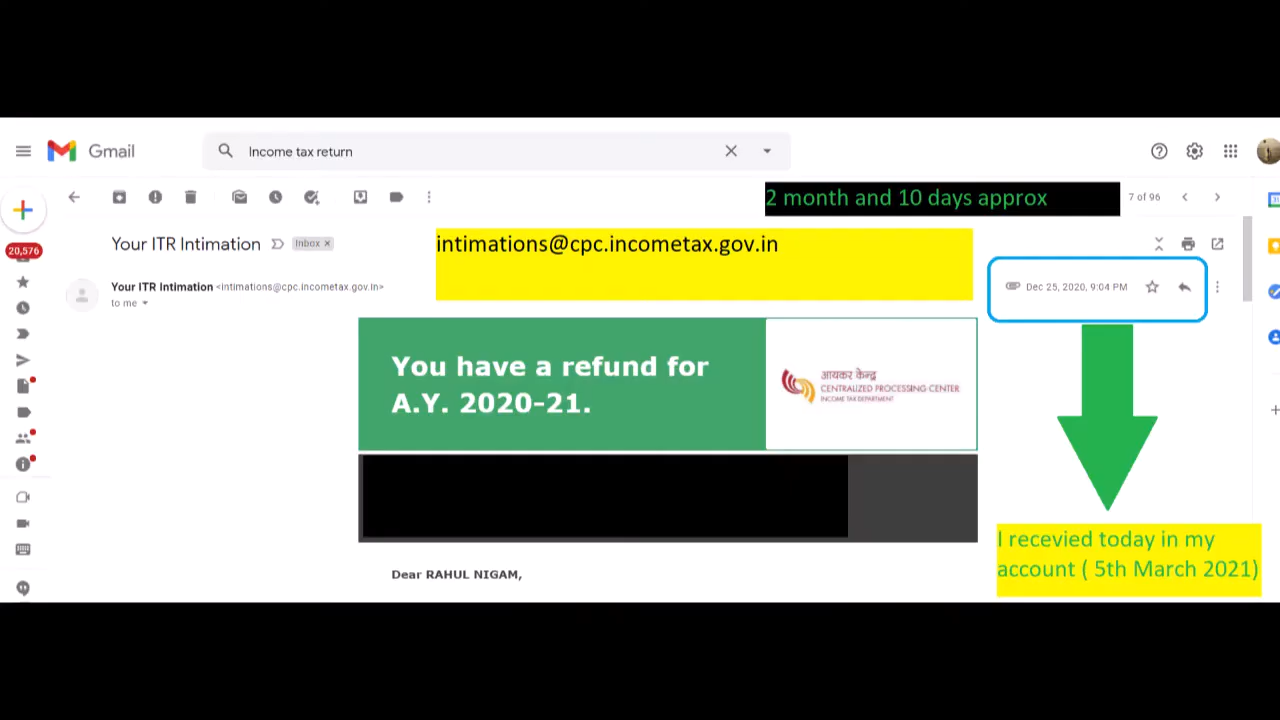 Gmail
Income tax return
2 month and 10 days approx
7 of 96
20,576
Your ITR Intimation
Inbox ×
intimations@cpc.incometax.gov.in
Your ITR Intimation <intimations@cpc.incometax.gov.in>
Dec 25, 2020, 9:04 PM
to me
You have a refund for
A.Y. 2020-21.
आयकर केन्द्र
CENTRALIZED PROCESSING CENTER
INCOME TAX DEPARTMENT
I recevied today in my
account ( 5th March 2021)
Dear RAHUL NIGAM,